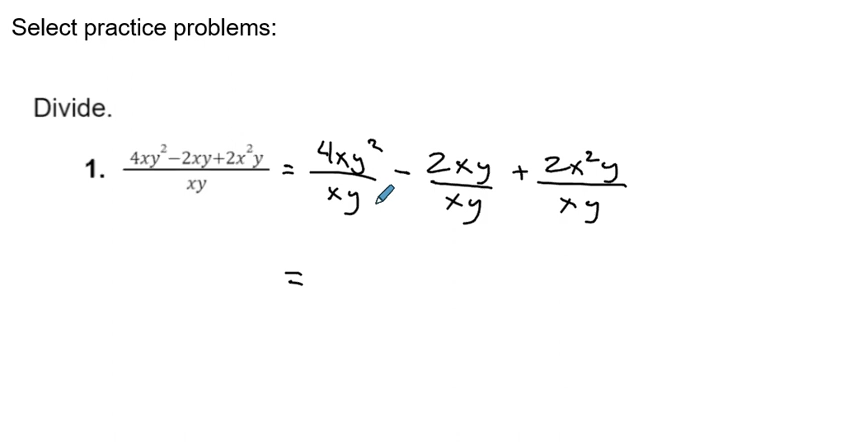 Select practice problems:
Divide.
1. (4xy²−2xy+2x²y)/(xy) = (4xy²)/(xy) − (2xy)/(xy) + (2x²y)/(xy)
=